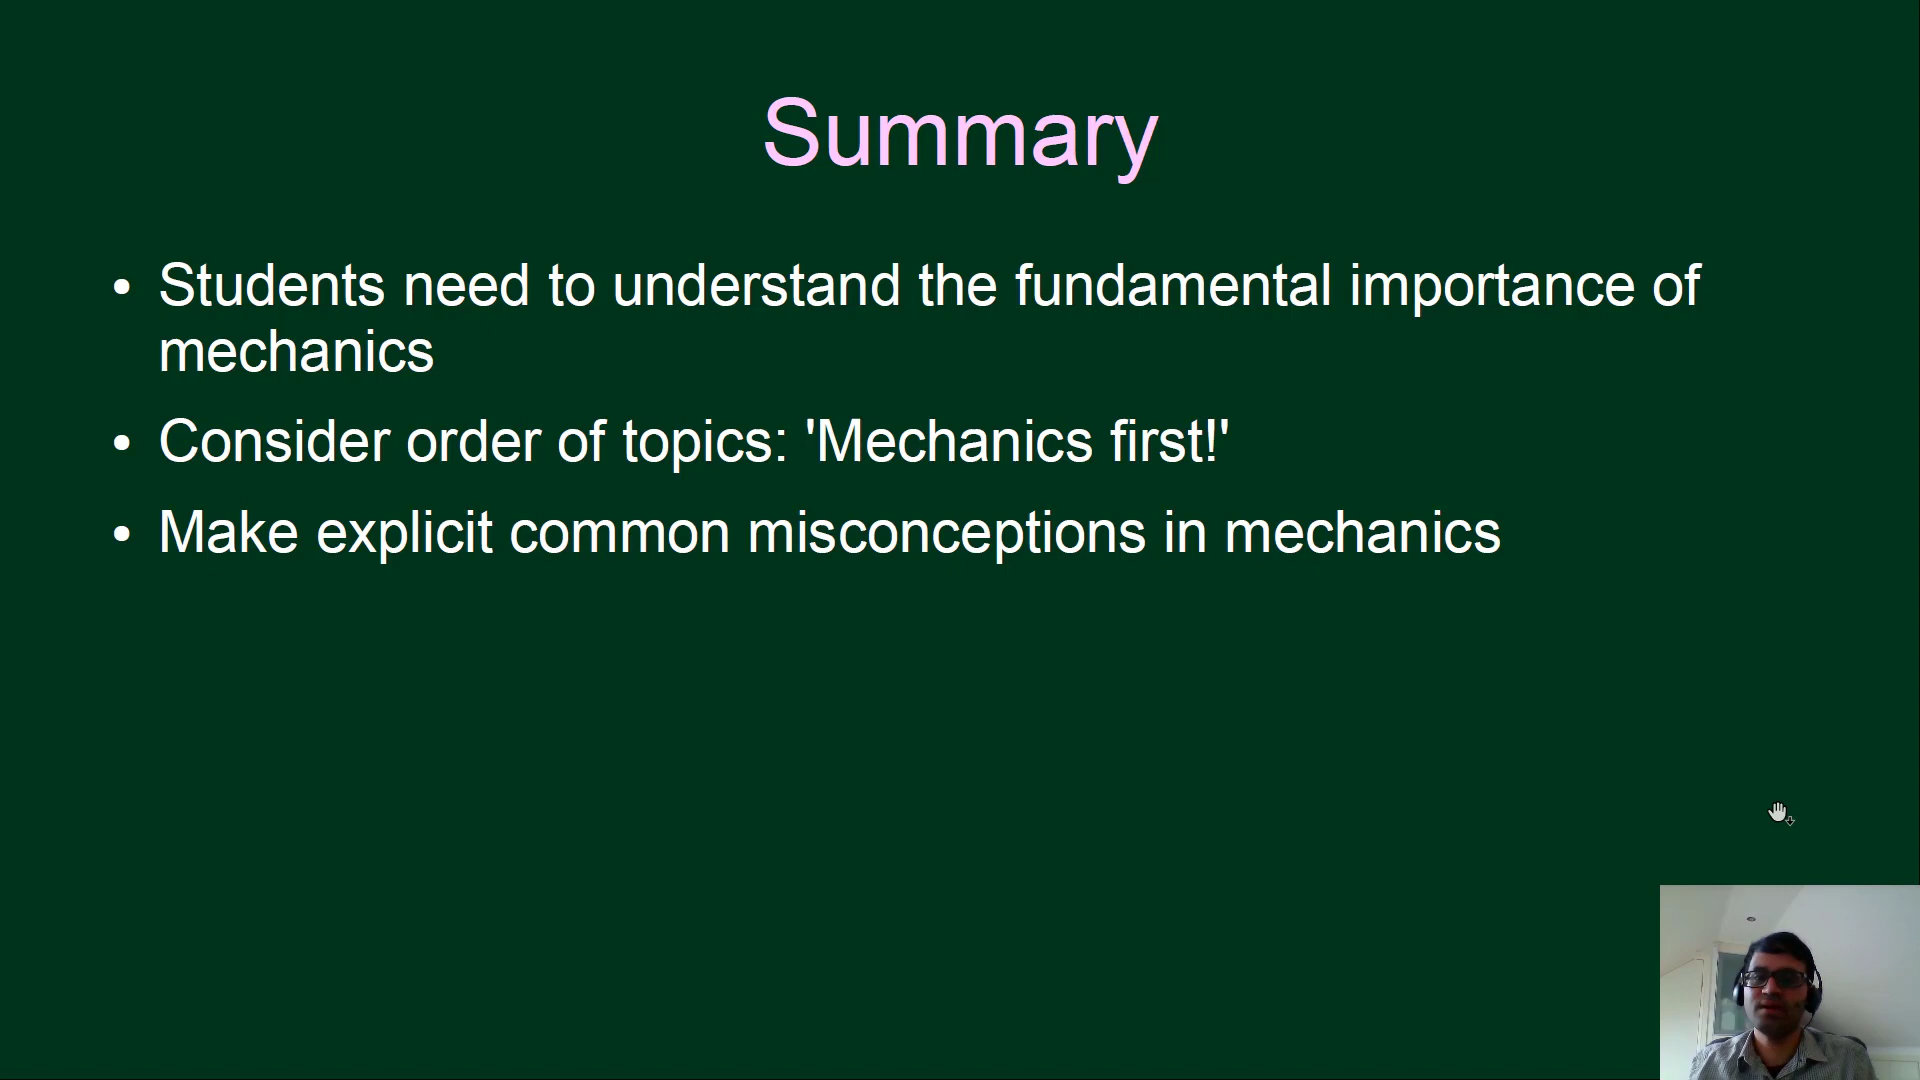 Summary
• Students need to understand the fundamental importance of
mechanics
• Consider order of topics: 'Mechanics first!'
• Make explicit common misconceptions in mechanics